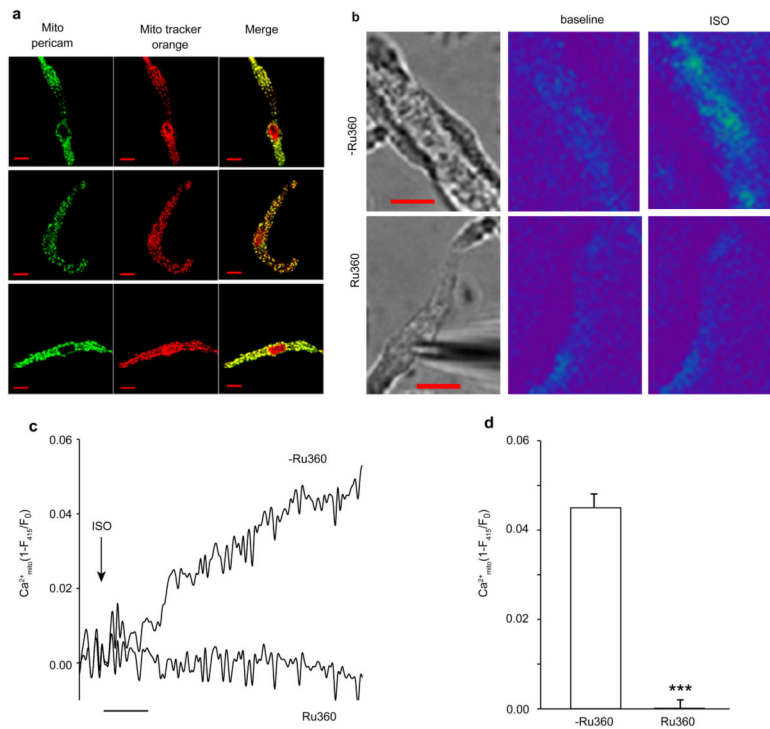 a
Mito pericam
Mito tracker orange
Merge
b
baseline
ISO
-Ru360
Ru360
c
0.06
0.04
0.02
0.00
Ca²⁺mito(1-F415/F0)
ISO
-Ru360
Ru360
d
0.06
0.04
0.02
0.00
Ca²⁺mito(1-F415/F0)
***
-Ru360
Ru360